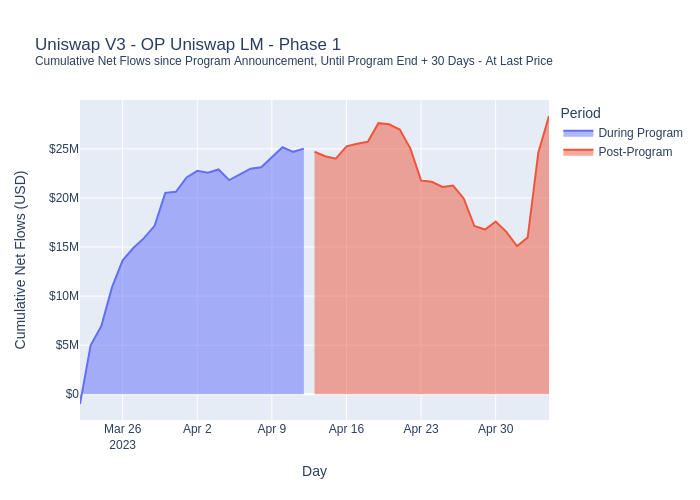 Uniswap V3 - OP Uniswap LM - Phase 1
Cumulative Net Flows since Program Announcement, Until Program End + 30 Days - At Last Price
Period
During Program
Post-Program
Cumulative Net Flows (USD)
$25M
$20M
$15M
$10M
$5M
$0
Mar 26
2023
Apr 2
Apr 9
Apr 16
Apr 23
Apr 30
Day